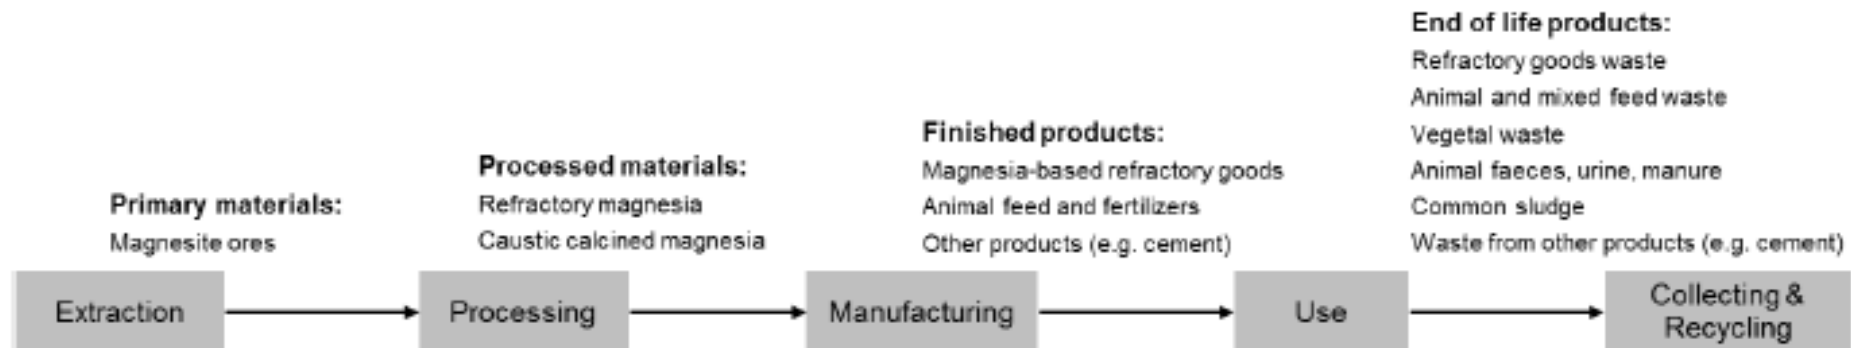 Primary materials:
Magnesite ores
Processed materials:
Refractory magnesia
Caustic calcined magnesia
Finished products:
Magnesia-based refractory goods
Animal feed and fertilizers
Other products (e.g. cement)
End of life products:
Refractory goods waste
Animal and mixed feed waste
Vegetal waste
Animal faeces, urine, manure
Common sludge
Waste from other products (e.g. cement)
Extraction
Processing
Manufacturing
Use
Collecting &
Recycling